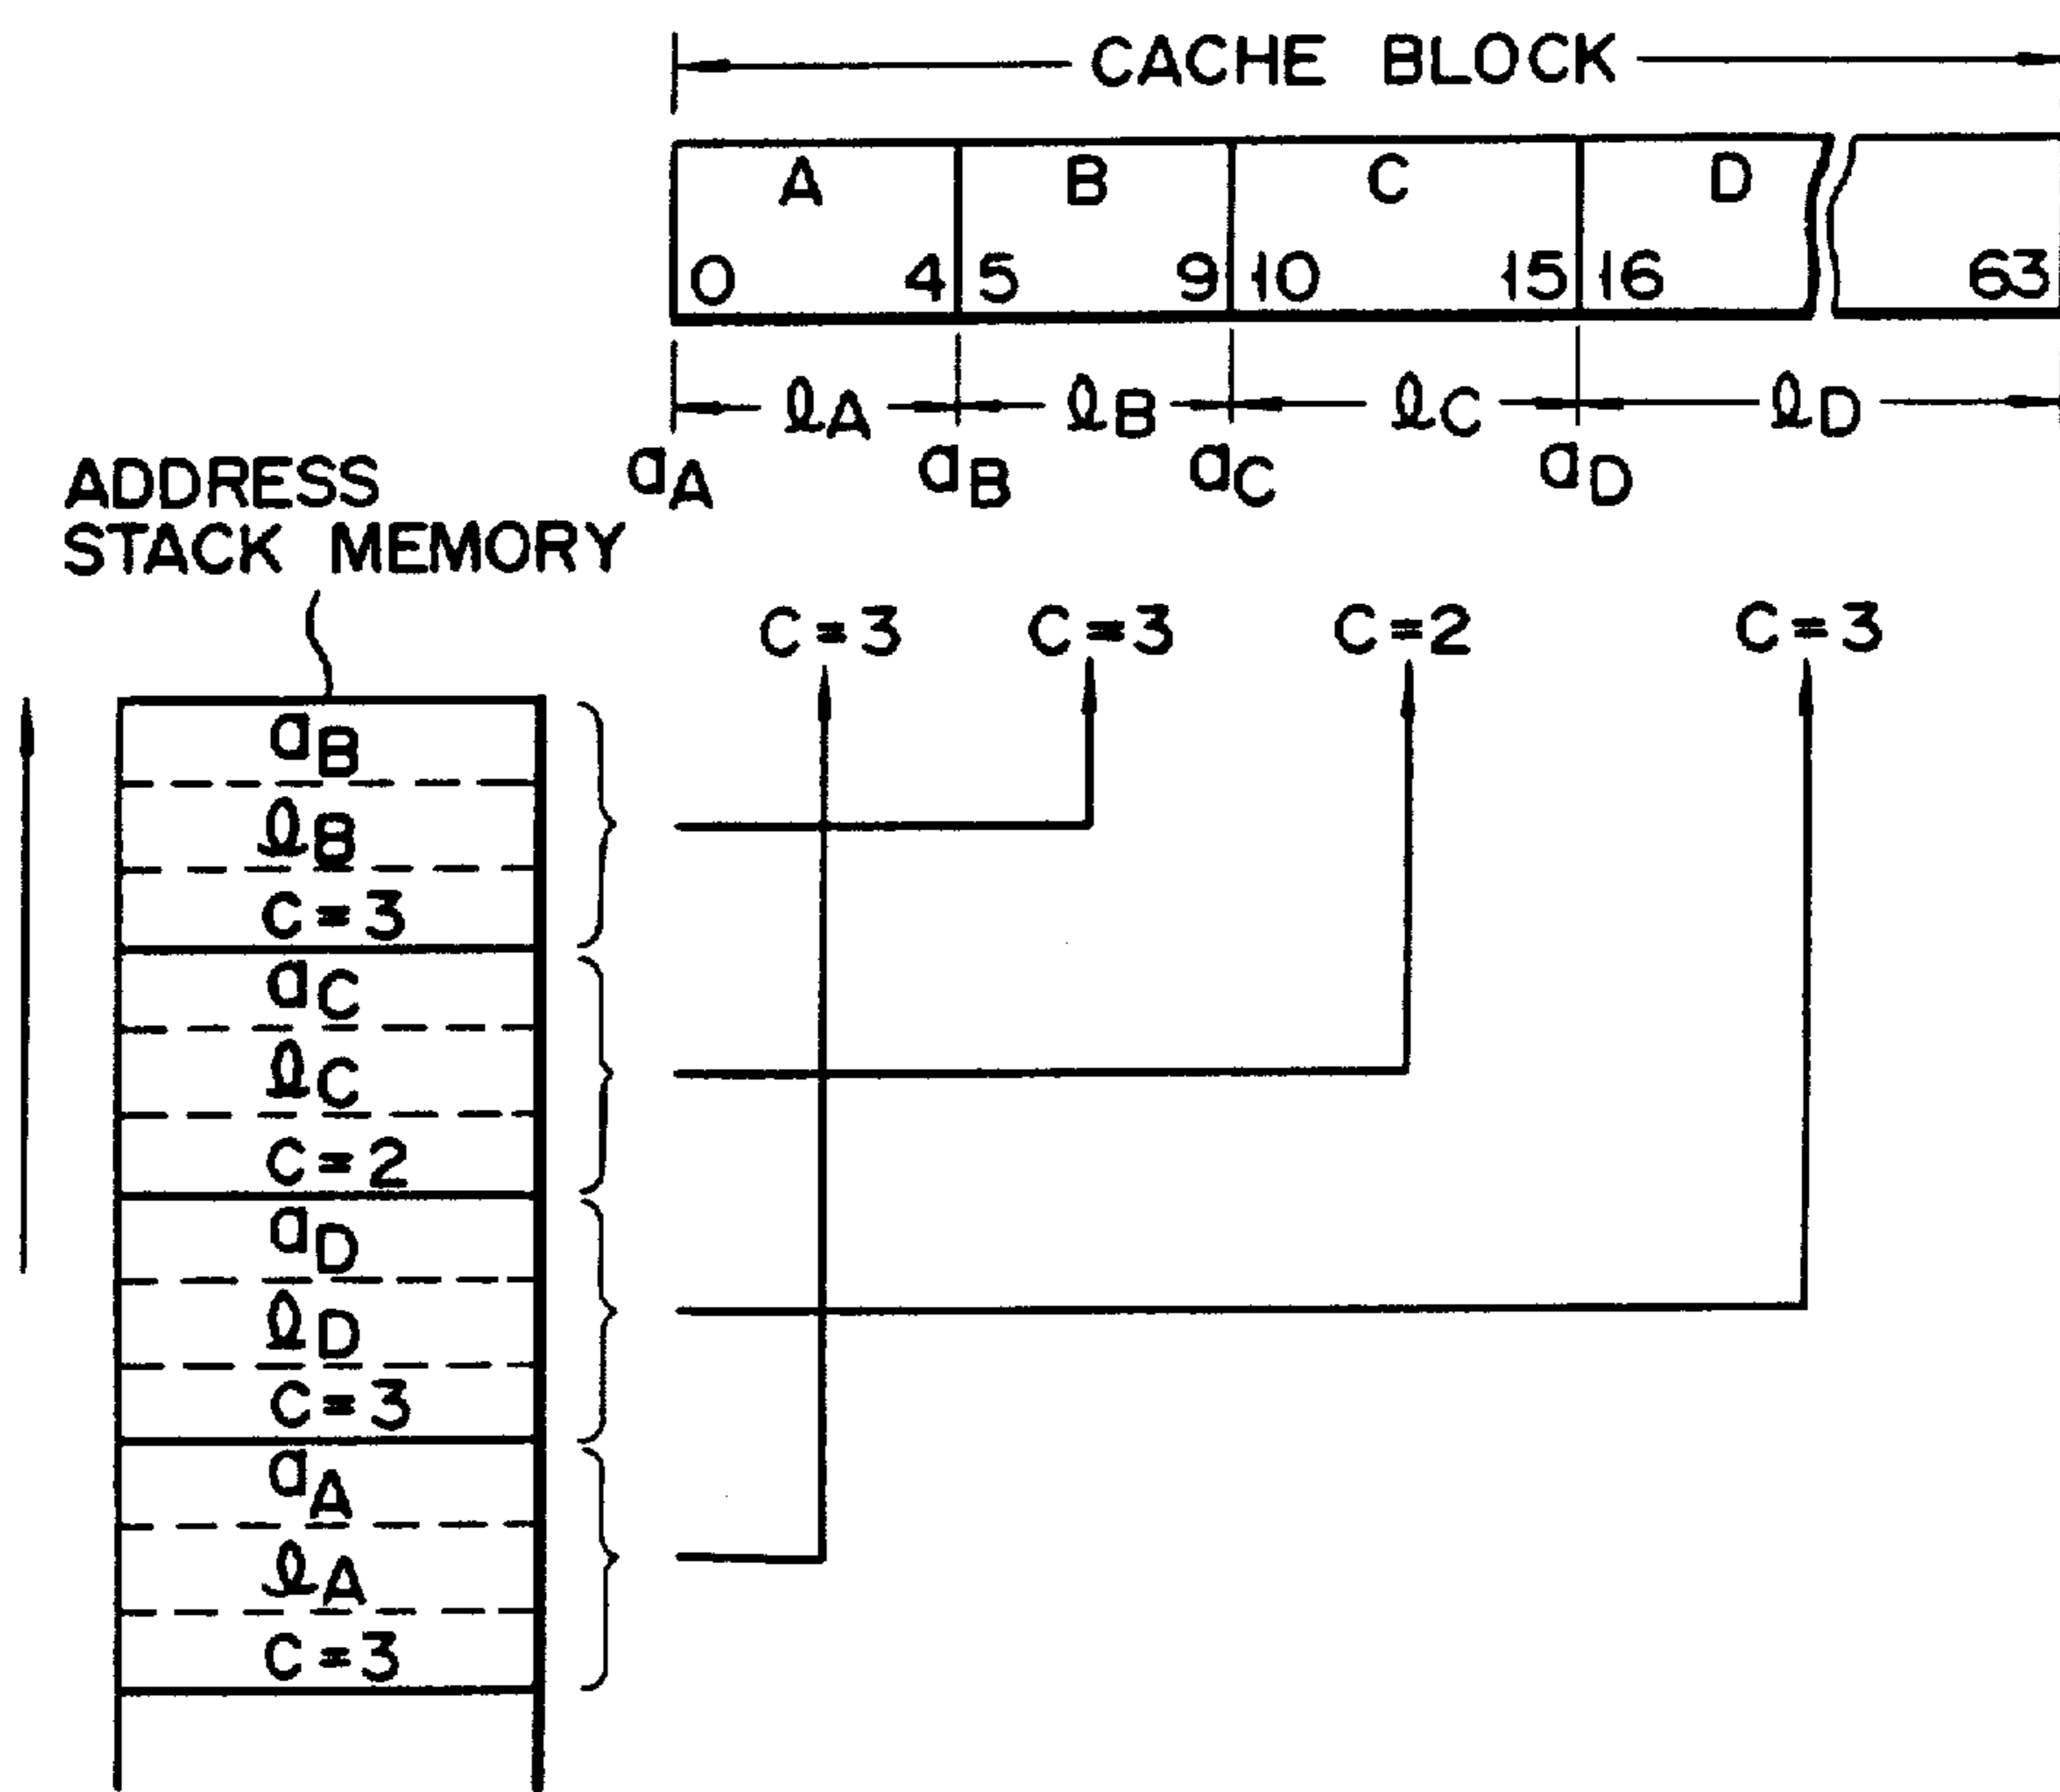 CACHE BLOCK
A B C D
0 4 5 9 10 15 16 63
ℓA ℓB ℓC ℓD
aA aB aC aD
ADDRESS
STACK MEMORY
C=3 C=3 C=2 C=3
aB
ℓB
C=3
aC
ℓC
C=2
aD
ℓD
C=3
aA
ℓA
C=3